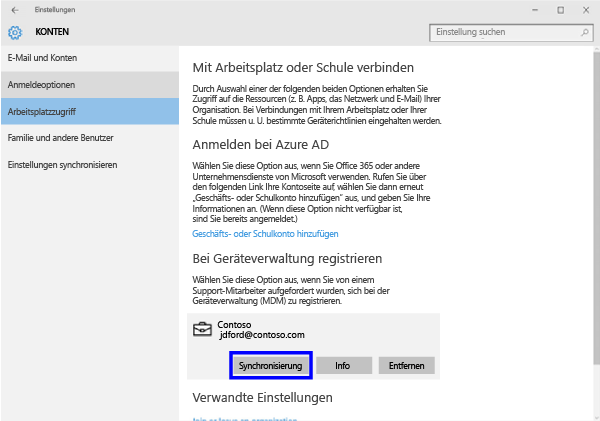 Einstellungen
KONTEN
Einstellung suchen
E-Mail und Konten
Anmeldeoptionen
Arbeitsplatzzugriff
Familie und andere Benutzer
Einstellungen synchronisieren
Mit Arbeitsplatz oder Schule verbinden
Durch Auswahl einer der folgenden beiden Optionen erhalten Sie
Zugriff auf die Ressourcen (z. B. Apps, das Netzwerk und E-Mail) Ihrer
Organisation. Bei Verbindungen mit Ihrem Arbeitsplatz oder Ihrer
Schule müssen u. U. bestimmte Geräterichtlinien eingehalten werden.
Anmelden bei Azure AD
Wählen Sie diese Option aus, wenn Sie Office 365 oder andere
Unternehmensdienste von Microsoft verwenden. Rufen Sie über
den folgenden Link Ihre Kontoseite auf, wählen Sie dann erneut
„Geschäfts- oder Schulkonto hinzufügen“ aus, und geben Sie Ihre
Informationen an. (Wenn diese Option nicht verfügbar ist,
sind Sie bereits angemeldet.)
Geschäfts- oder Schulkonto hinzufügen
Bei Geräteverwaltung registrieren
Wählen Sie diese Option aus, wenn Sie von einem
Support-Mitarbeiter aufgefordert wurden, sich bei der
Geräteverwaltung (MDM) zu registrieren.
Contoso
jdford@contoso.com
Synchronisierung
Info
Entfernen
Verwandte Einstellungen
Join or leave an organization